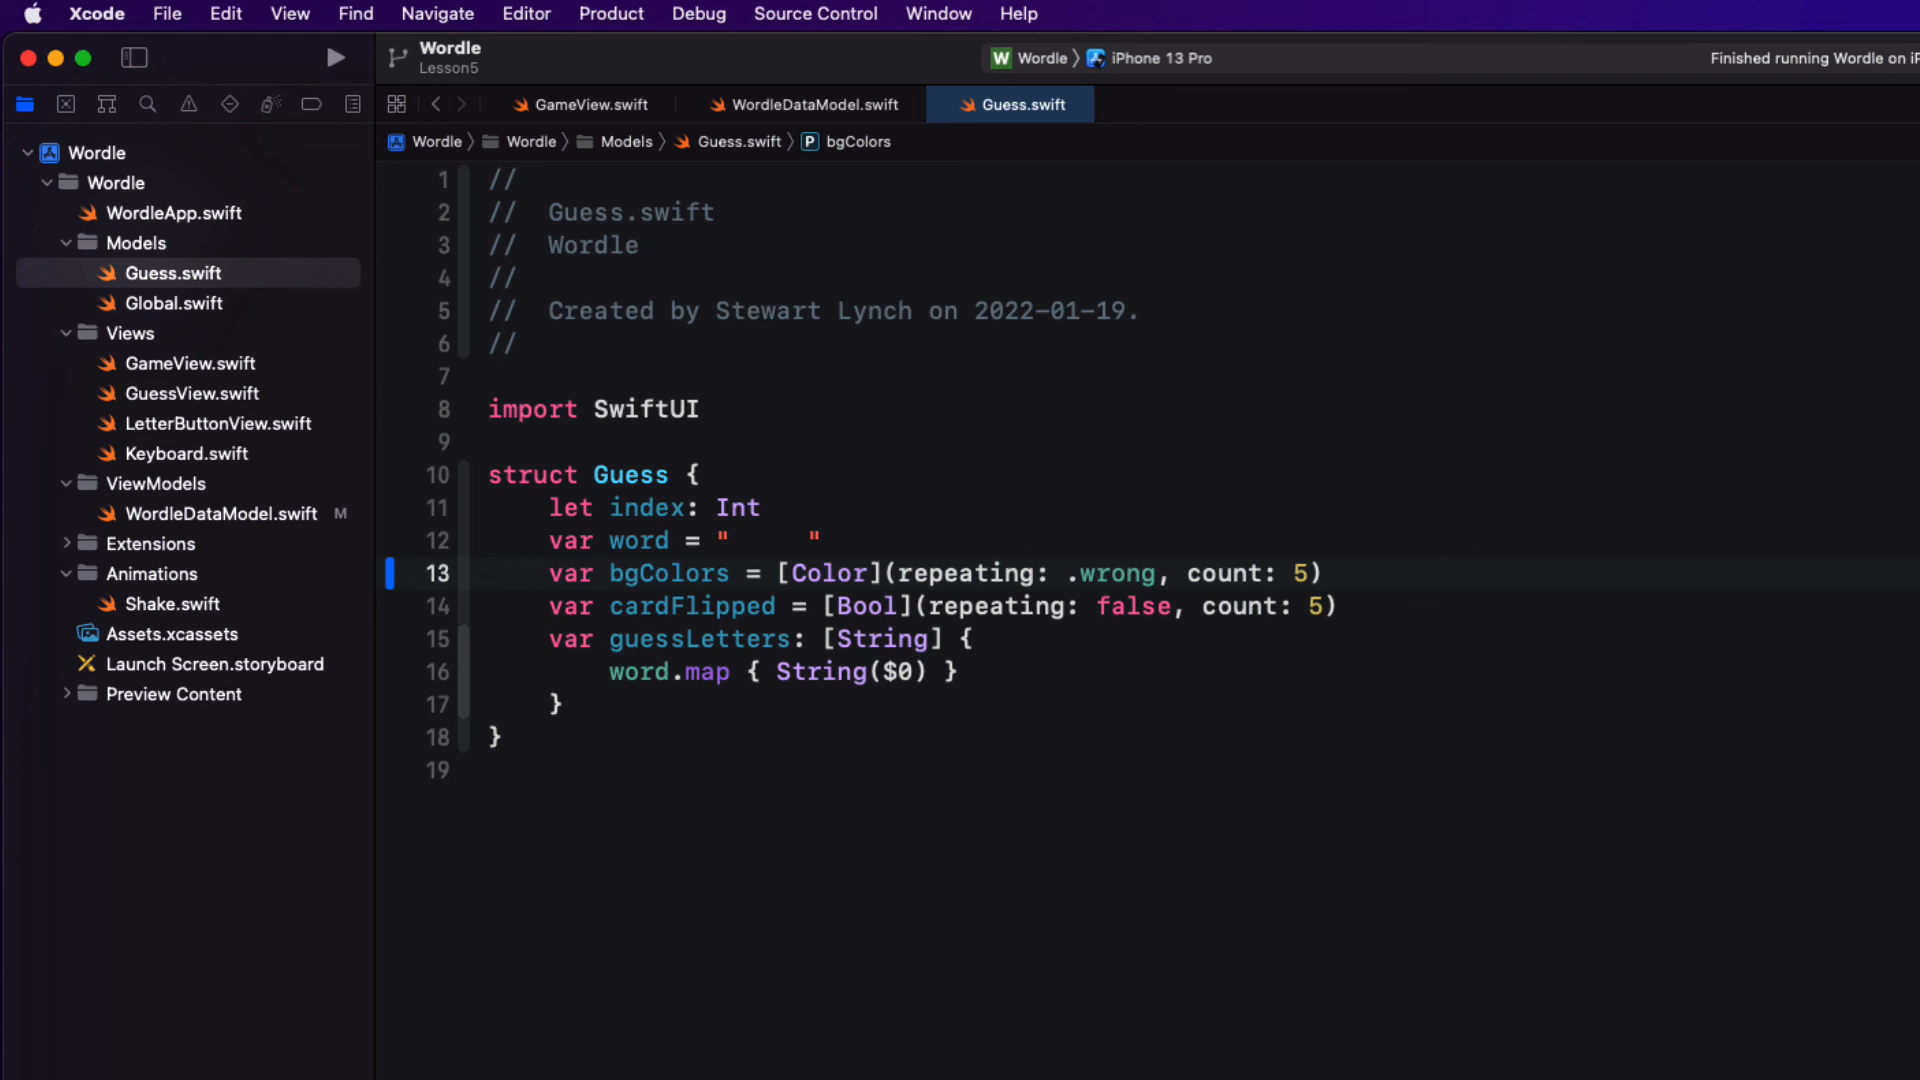 Xcode File Edit View Find Navigate Editor Product Debug Source Control Window Help
Wordle
Lesson5
W Wordle 〉 iPhone 13 Pro
Finished running Wordle on iP
GameView.swift WordleDataModel.swift Guess.swift
Wordle 〉 Wordle 〉 Models 〉 Guess.swift 〉 P bgColors
Wordle
Wordle
WordleApp.swift
Models
Guess.swift
Global.swift
Views
GameView.swift
GuessView.swift
LetterButtonView.swift
Keyboard.swift
ViewModels
WordleDataModel.swift M
Extensions
Animations
Shake.swift
Assets.xcassets
Launch Screen.storyboard
Preview Content
1 //
2 //  Guess.swift
3 //  Wordle
4 //
5 //  Created by Stewart Lynch on 2022-01-19.
6 //
7
8 import SwiftUI
9
10 struct Guess {
11     let index: Int
12     var word = "     "
13     var bgColors = [Color](repeating: .wrong, count: 5)
14     var cardFlipped = [Bool](repeating: false, count: 5)
15     var guessLetters: [String] {
16         word.map { String($0) }
17     }
18 }
19